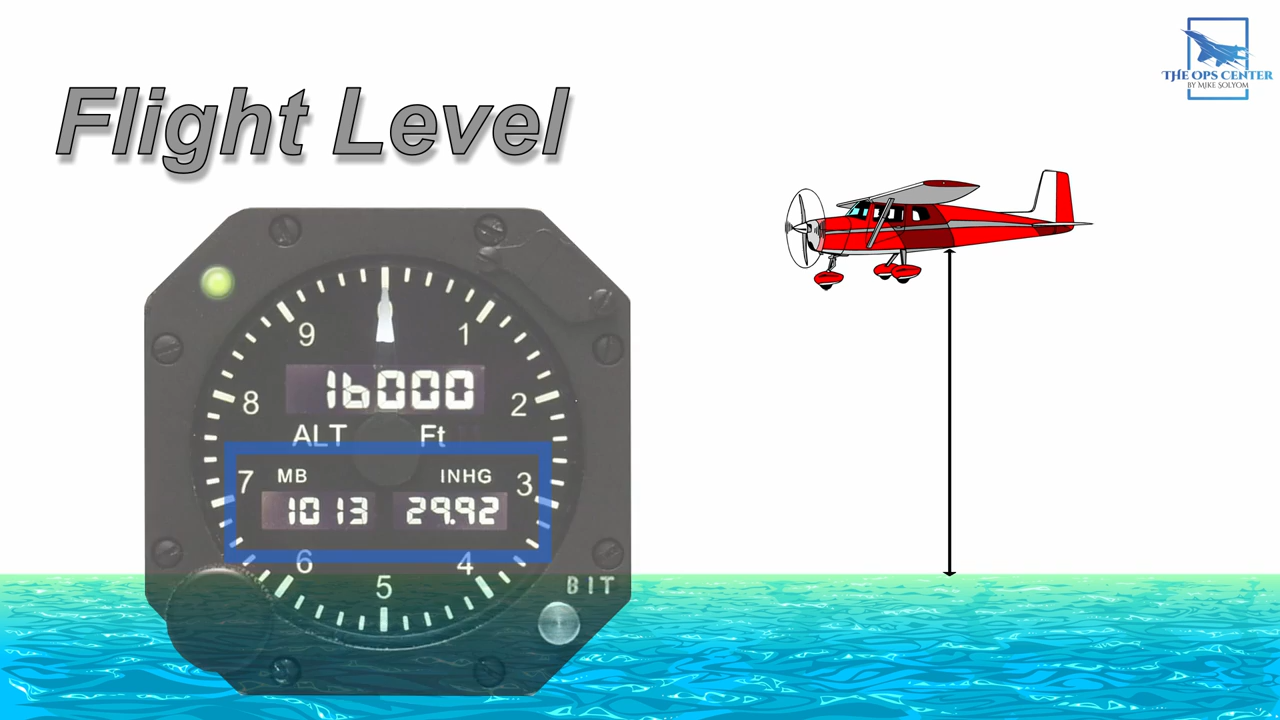 Flight Level
THE OPS CENTER
BY MIKE SOLYOM
9 1
16000
8 2
ALT Ft
7 MB INHG 3
1013 29.92
6 4
5
BIT